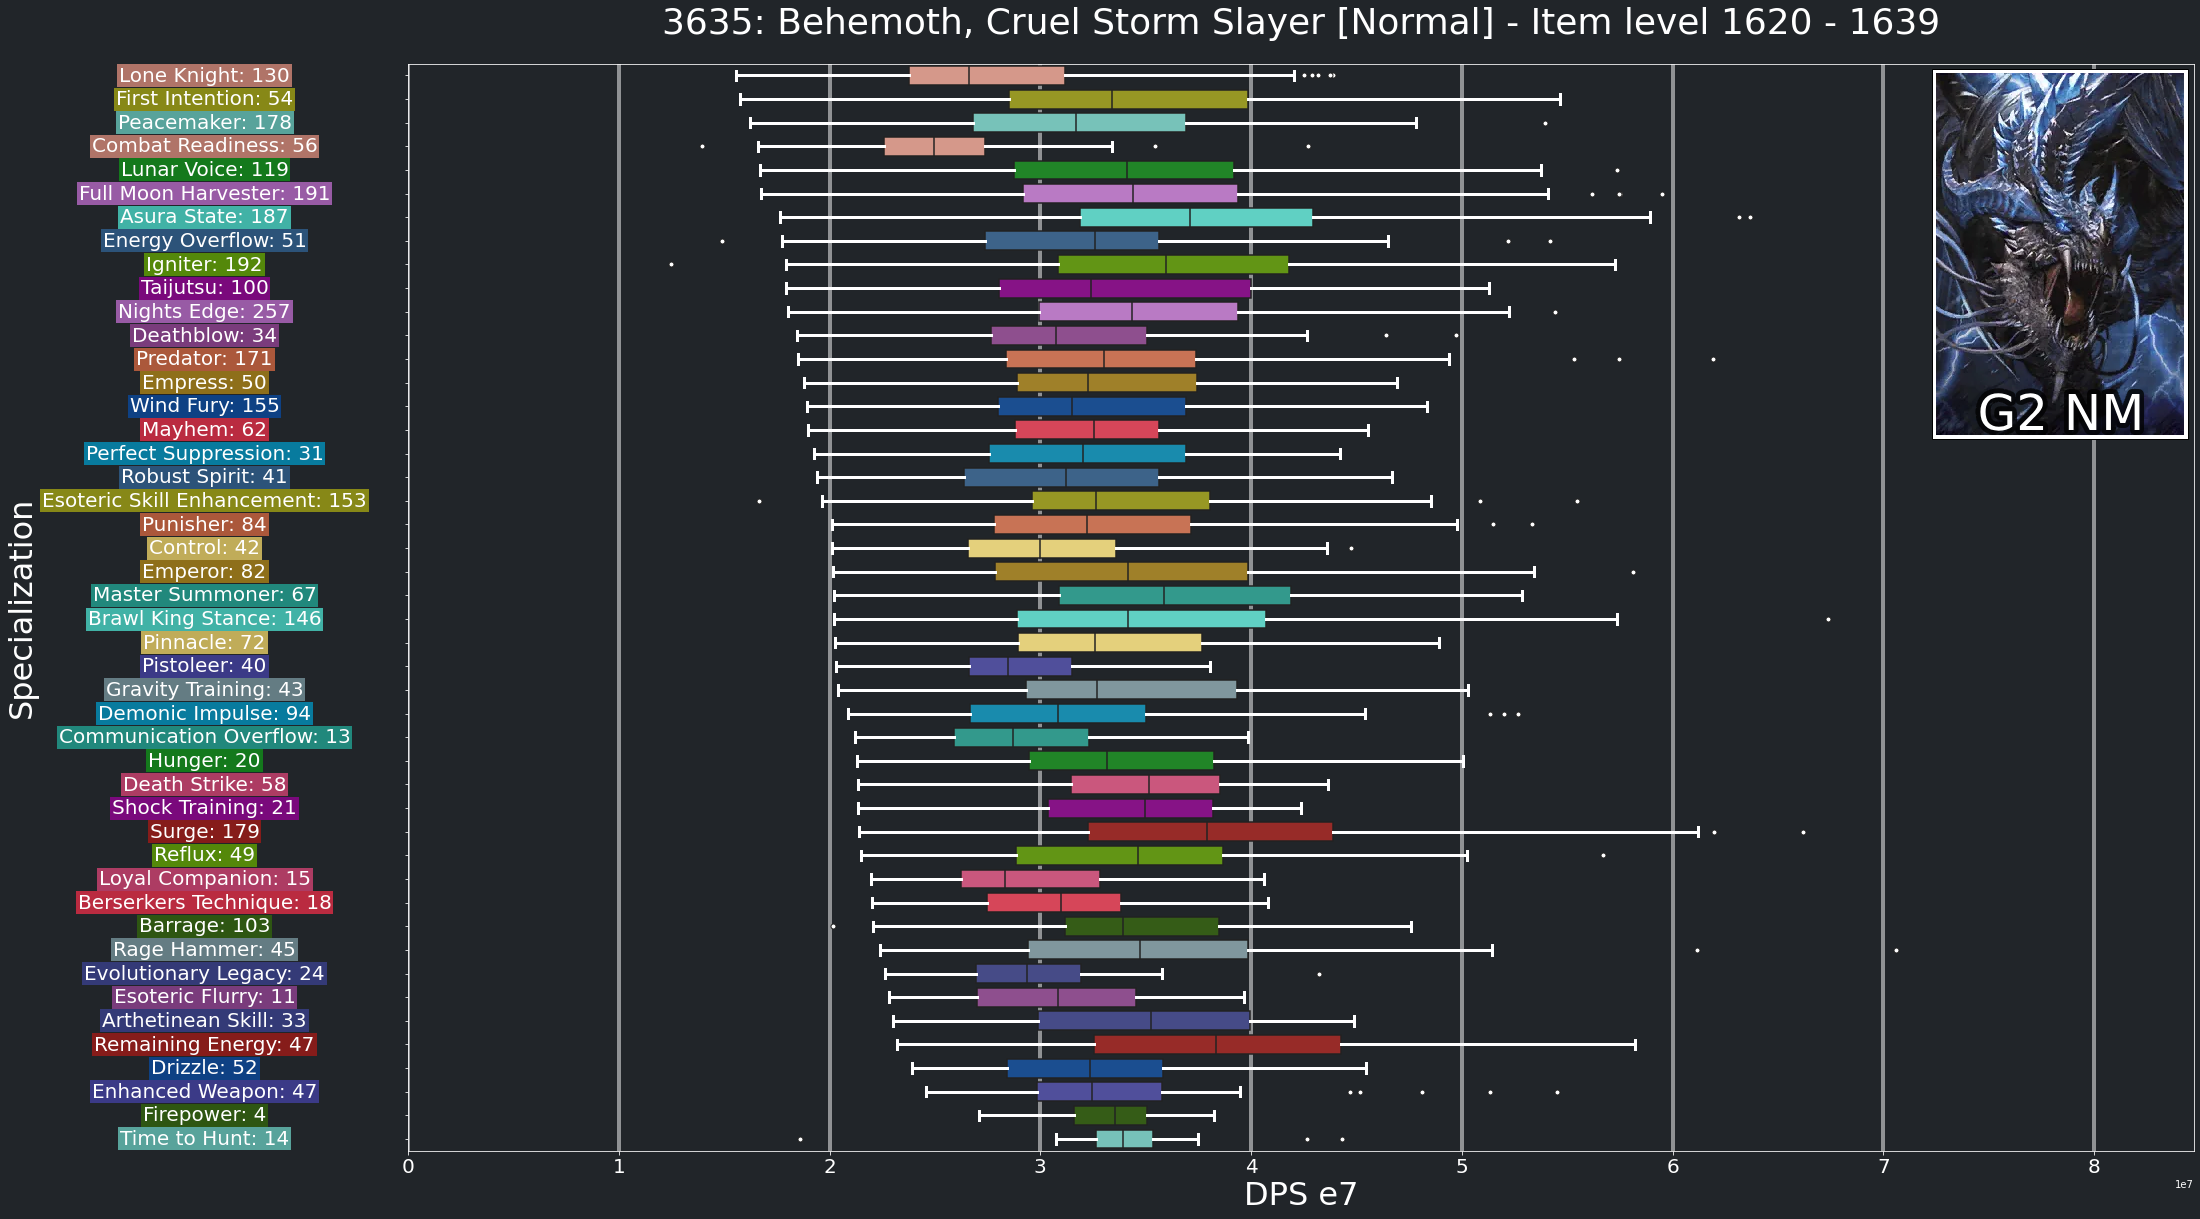 3635: Behemoth, Cruel Storm Slayer [Normal] - Item level 1620 - 1639
Lone Knight: 130
First Intention: 54
Peacemaker: 178
Combat Readiness: 56
Lunar Voice: 119
Full Moon Harvester: 191
Asura State: 187
Energy Overflow: 51
Igniter: 192
Taijutsu: 100
Nights Edge: 257
Deathblow: 34
Predator: 171
Empress: 50
Wind Fury: 155
Mayhem: 62
Perfect Suppression: 31
Robust Spirit: 41
Esoteric Skill Enhancement: 153
Punisher: 84
Control: 42
Emperor: 82
Master Summoner: 67
Brawl King Stance: 146
Pinnacle: 72
Pistoleer: 40
Gravity Training: 43
Demonic Impulse: 94
Communication Overflow: 13
Hunger: 20
Death Strike: 58
Shock Training: 21
Surge: 179
Reflux: 49
Loyal Companion: 15
Berserkers Technique: 18
Barrage: 103
Rage Hammer: 45
Evolutionary Legacy: 24
Esoteric Flurry: 11
Arthetinean Skill: 33
Remaining Energy: 47
Drizzle: 52
Enhanced Weapon: 47
Firepower: 4
Time to Hunt: 14
Specialization
G2 NM
0 1 2 3 4 5 6 7 8
1e7
DPS e7